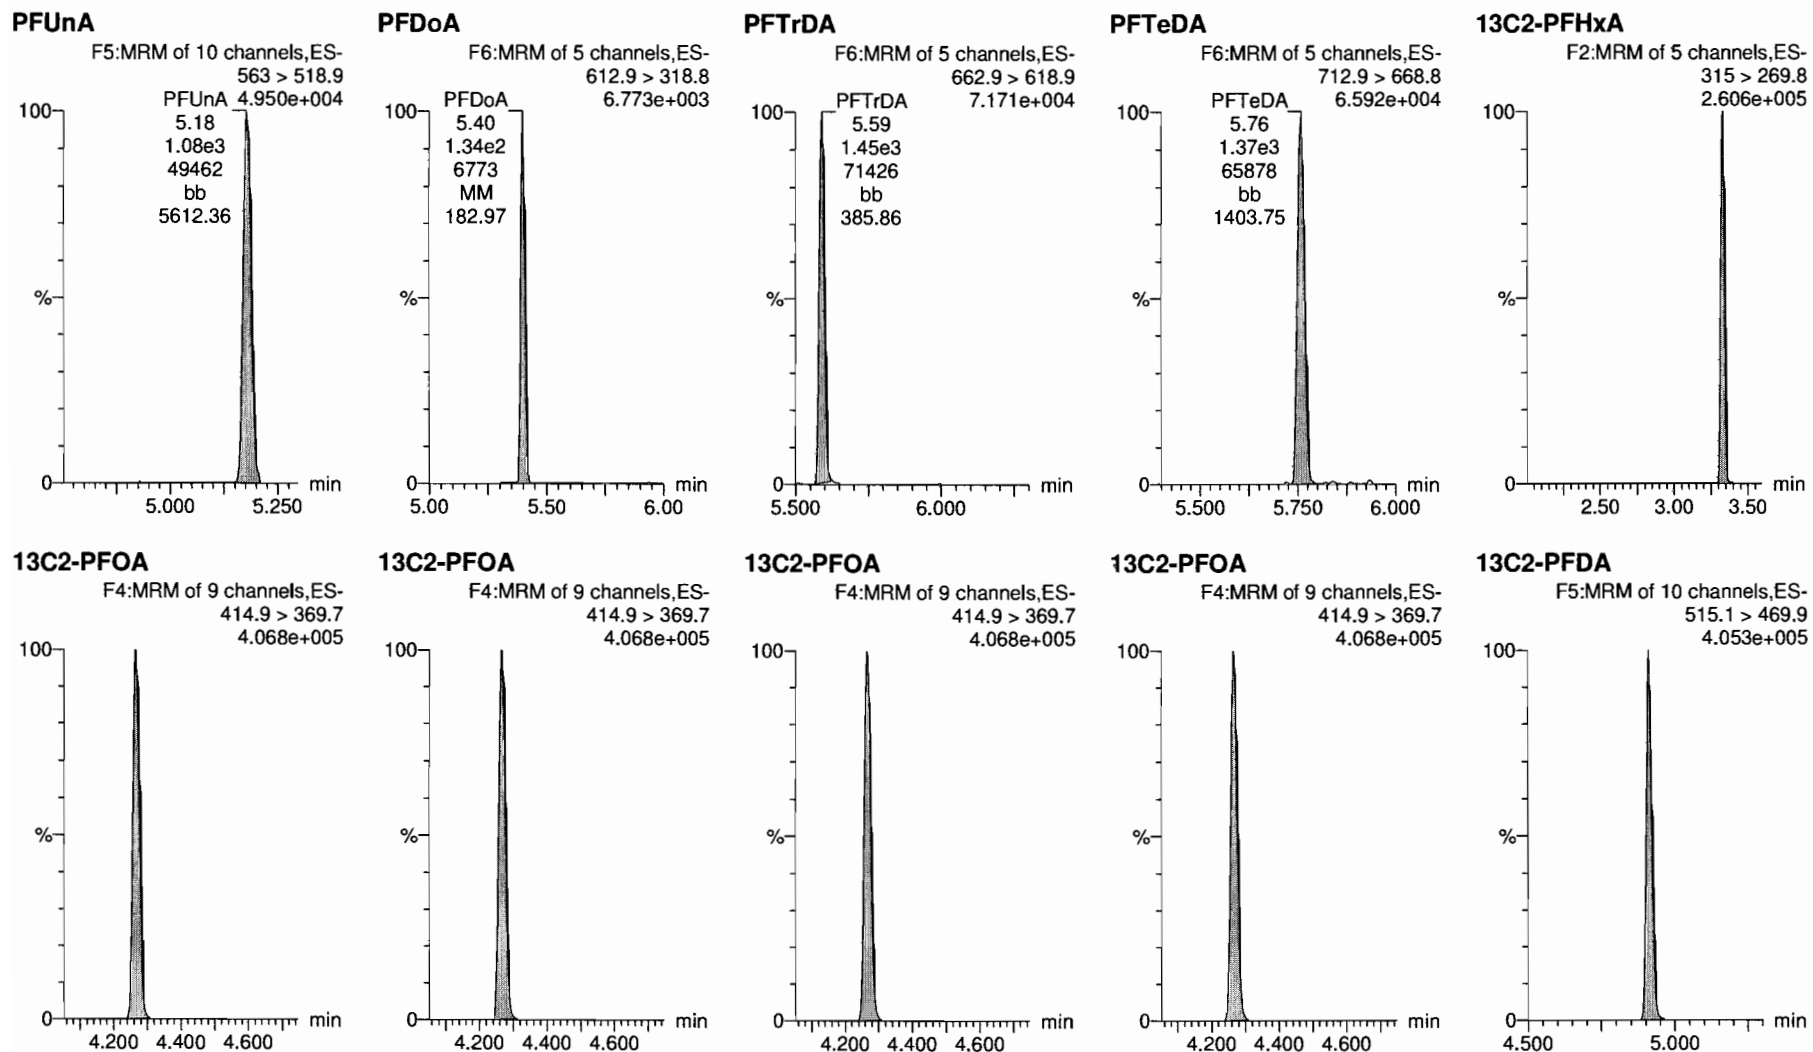 PFUnA
F5:MRM of 10 channels,ES-
563 > 518.9
4.950e+004
PFUnA
5.18
1.08e3
49462
bb
5612.36
100
%
0
5.000
5.250
min
PFDoA
F6:MRM of 5 channels,ES-
612.9 > 318.8
6.773e+003
PFDoA
5.40
1.34e2
6773
MM
182.97
100
%
0
5.00
5.50
6.00
min
PFTrDA
F6:MRM of 5 channels,ES-
662.9 > 618.9
7.171e+004
PFTrDA
5.59
1.45e3
71426
bb
385.86
100
%
0
5.500
6.000
min
PFTeDA
F6:MRM of 5 channels,ES-
712.9 > 668.8
6.592e+004
PFTeDA
5.76
1.37e3
65878
bb
1403.75
100
%
0
5.500
5.750
6.000
min
13C2-PFHxA
F2:MRM of 5 channels,ES-
315 > 269.8
2.606e+005
100
%
0
2.50
3.00
3.50
min
13C2-PFOA
F4:MRM of 9 channels,ES-
414.9 > 369.7
4.068e+005
100
%
0
4.200
4.400
4.600
min
13C2-PFOA
F4:MRM of 9 channels,ES-
414.9 > 369.7
4.068e+005
100
%
0
4.200
4.400
4.600
min
13C2-PFOA
F4:MRM of 9 channels,ES-
414.9 > 369.7
4.068e+005
100
%
0
4.200
4.400
4.600
min
13C2-PFOA
F4:MRM of 9 channels,ES-
414.9 > 369.7
4.068e+005
100
%
0
4.200
4.400
4.600
min
13C2-PFDA
F5:MRM of 10 channels,ES-
515.1 > 469.9
4.053e+005
100
%
0
4.500
5.000
min